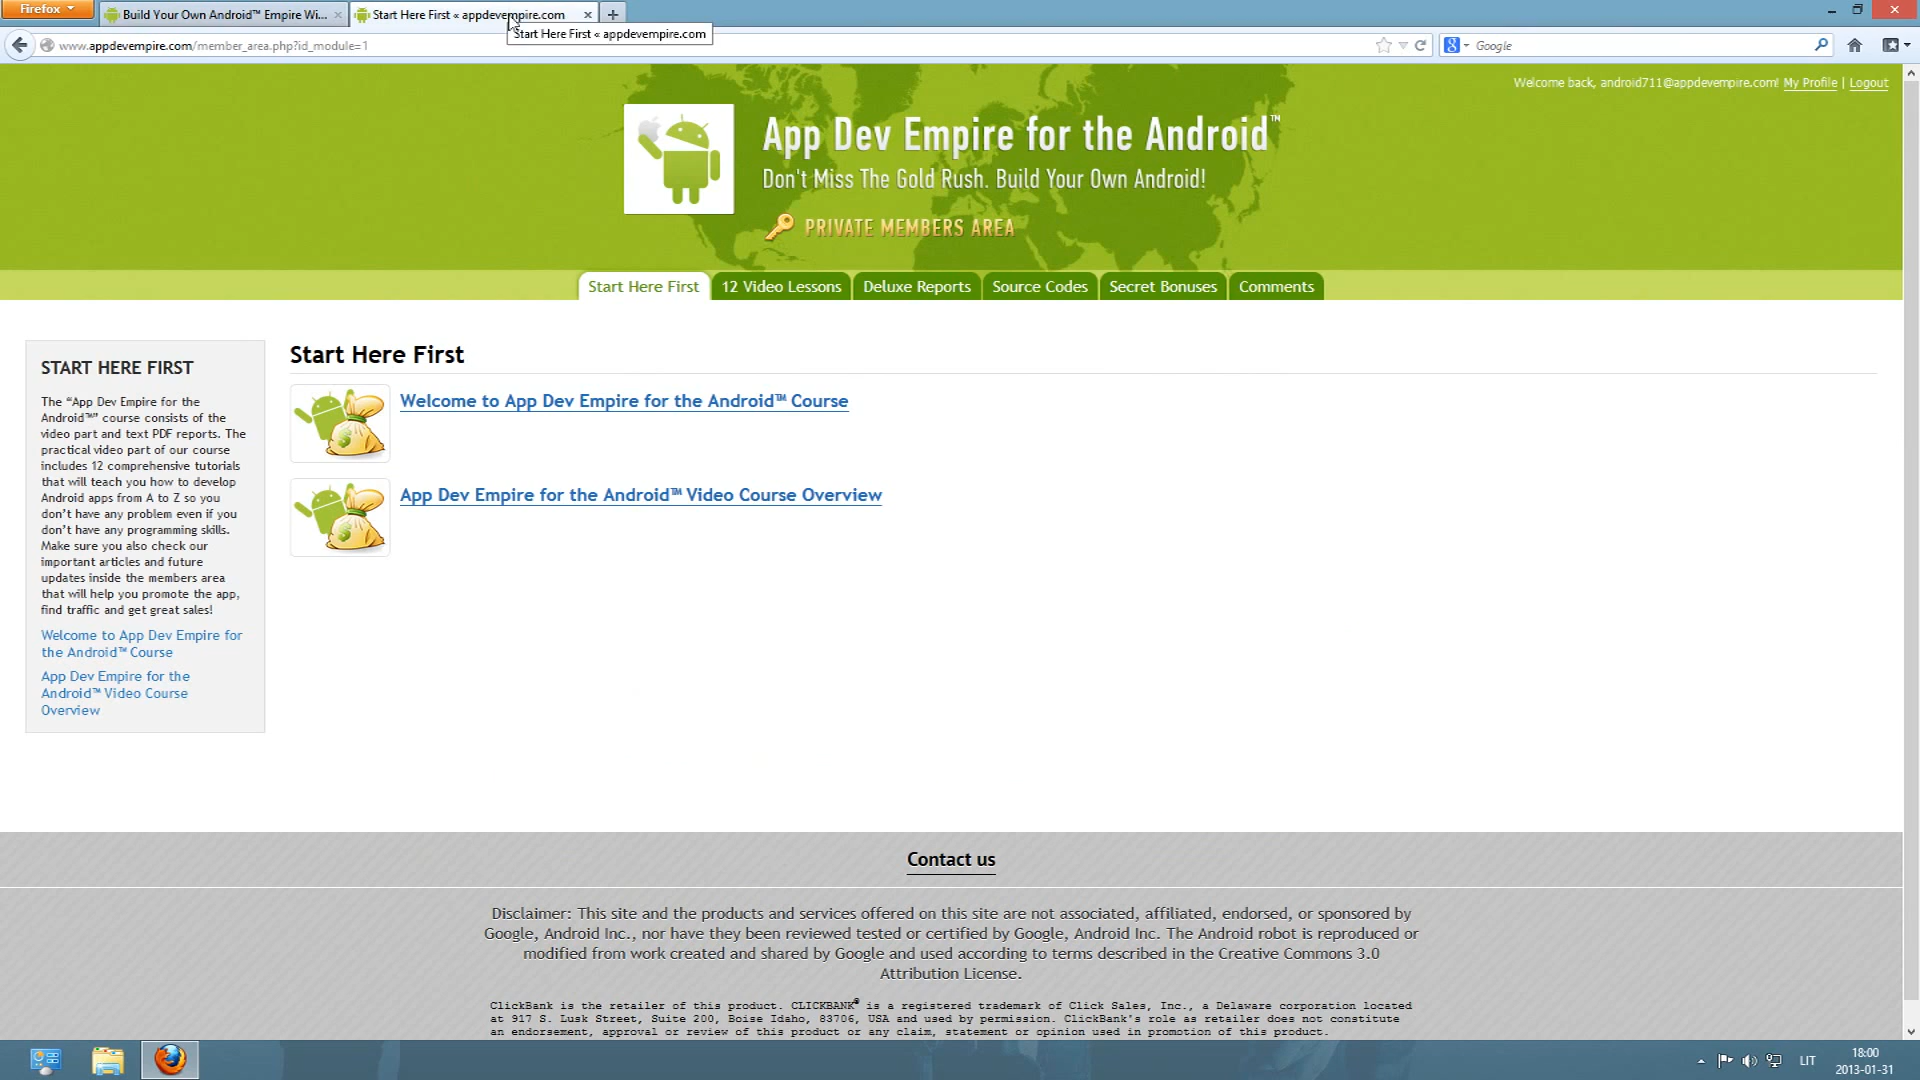 Firefox
Build Your Own Android™ Empire Wi...
Start Here First « appdevempire.com
Start Here First « appdevempire.com
www.appdevempire.com/member_area.php?id_module=1
Google
Welcome back, android711@appdevempire.com! My Profile | Logout
App Dev Empire for the Android™
Don't Miss The Gold Rush. Build Your Own Android!
PRIVATE MEMBERS AREA
Start Here First
12 Video Lessons
Deluxe Reports
Source Codes
Secret Bonuses
Comments
START HERE FIRST
The “App Dev Empire for the
Android™” course consists of the
video part and text PDF reports. The
practical video part of our course
includes 12 comprehensive tutorials
that will teach you how to develop
Android apps from A to Z so you
don’t have any problem even if you
don’t have any programming skills.
Make sure you also check our
important articles and future
updates inside the members area
that will help you promote the app,
find traffic and get great sales!
Welcome to App Dev Empire for
the Android™ Course
App Dev Empire for the
Android™ Video Course
Overview
Start Here First
Welcome to App Dev Empire for the Android™ Course
App Dev Empire for the Android™ Video Course Overview
Contact us
Disclaimer: This site and the products and services offered on this site are not associated, affiliated, endorsed, or sponsored by
Google, Android Inc., nor have they been reviewed tested or certified by Google, Android Inc. The Android robot is reproduced or
modified from work created and shared by Google and used according to terms described in the Creative Commons 3.0
Attribution License.
ClickBank is the retailer of this product. CLICKBANK® is a registered trademark of Click Sales, Inc., a Delaware corporation located
at 917 S. Lusk Street, Suite 200, Boise Idaho, 83706, USA and used by permission. ClickBank's role as retailer does not constitute
an endorsement, approval or review of this product or any claim, statement or opinion used in promotion of this product.
LIT
18:00
2013-01-31